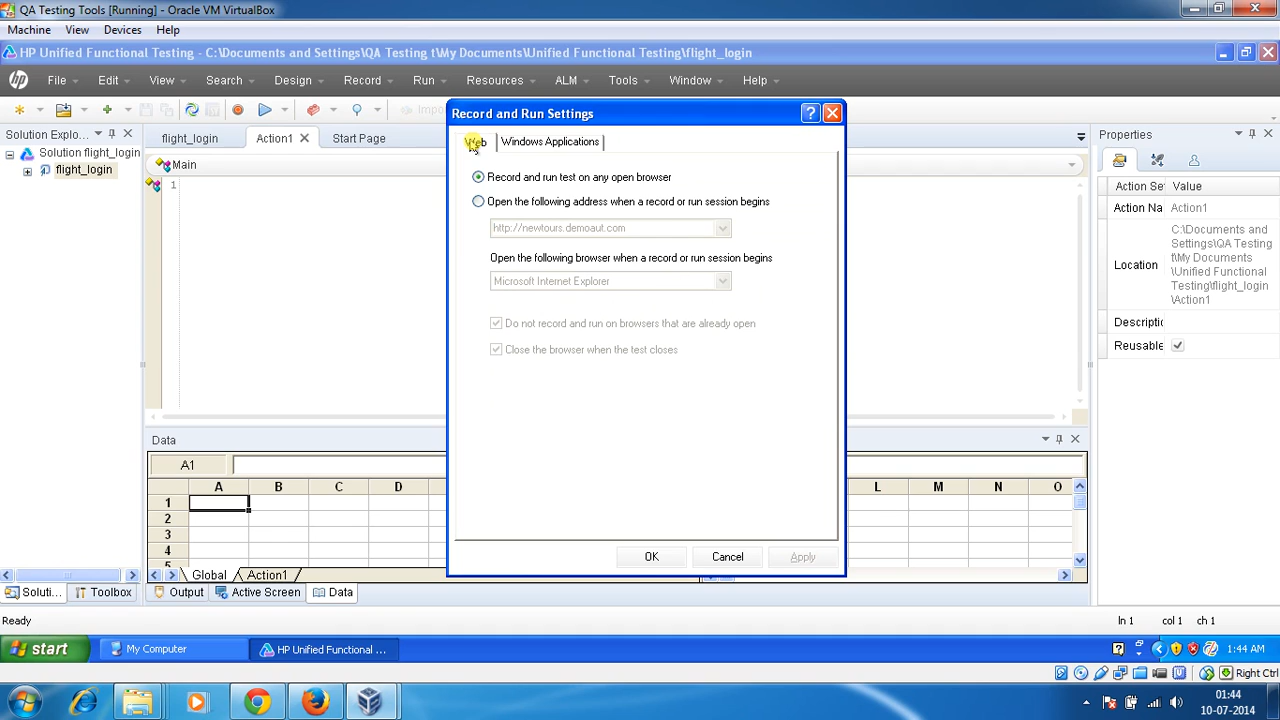 QA Testing Tools [Running] - Oracle VM VirtualBox
Machine View Devices Help
HP Unified Functional Testing - C:\Documents and Settings\QA Testing t\My Documents\Unified Functional Testing\flight_login
File Edit View Search Design Record Run Resources ALM Tools Window Help
Solution Explo...
flight_login Action1 Start Page
Solution flight_login
flight_login
Main
1
Record and Run Settings
Web Windows Applications
Record and run test on any open browser
Open the following address when a record or run session begins
http://newtours.demoaut.com
Open the following browser when a record or run session begins
Microsoft Internet Explorer
Do not record and run on browsers that are already open
Close the browser when the test closes
OK Cancel Apply
Properties
Action Se Value
Action Na Action1
Location C:\Documents and
Settings\QA Testing
t\My Documents
\Unified Functional
Testing\flight_login
\Action1
Descriptic
Reusable
Data
A1
A B C D L M N O
1
2
3
4
5
Global Action1
Soluti... Toolbox Output Active Screen Data
Ready ln 1 col 1 ch 1
start My Computer HP Unified Functional ... 1:44 AM
Right Ctrl
01:44
10-07-2014